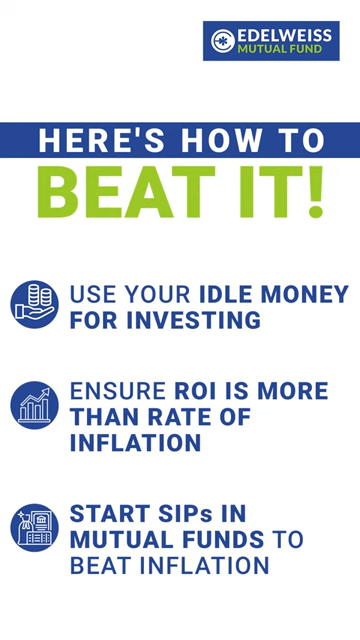 EDELWEISS
MUTUAL FUND
HERE'S HOW TO
BEAT IT!
USE YOUR IDLE MONEY
FOR INVESTING
ENSURE ROI IS MORE
THAN RATE OF
INFLATION
START SIPs IN
MUTUAL FUNDS TO
BEAT INFLATION